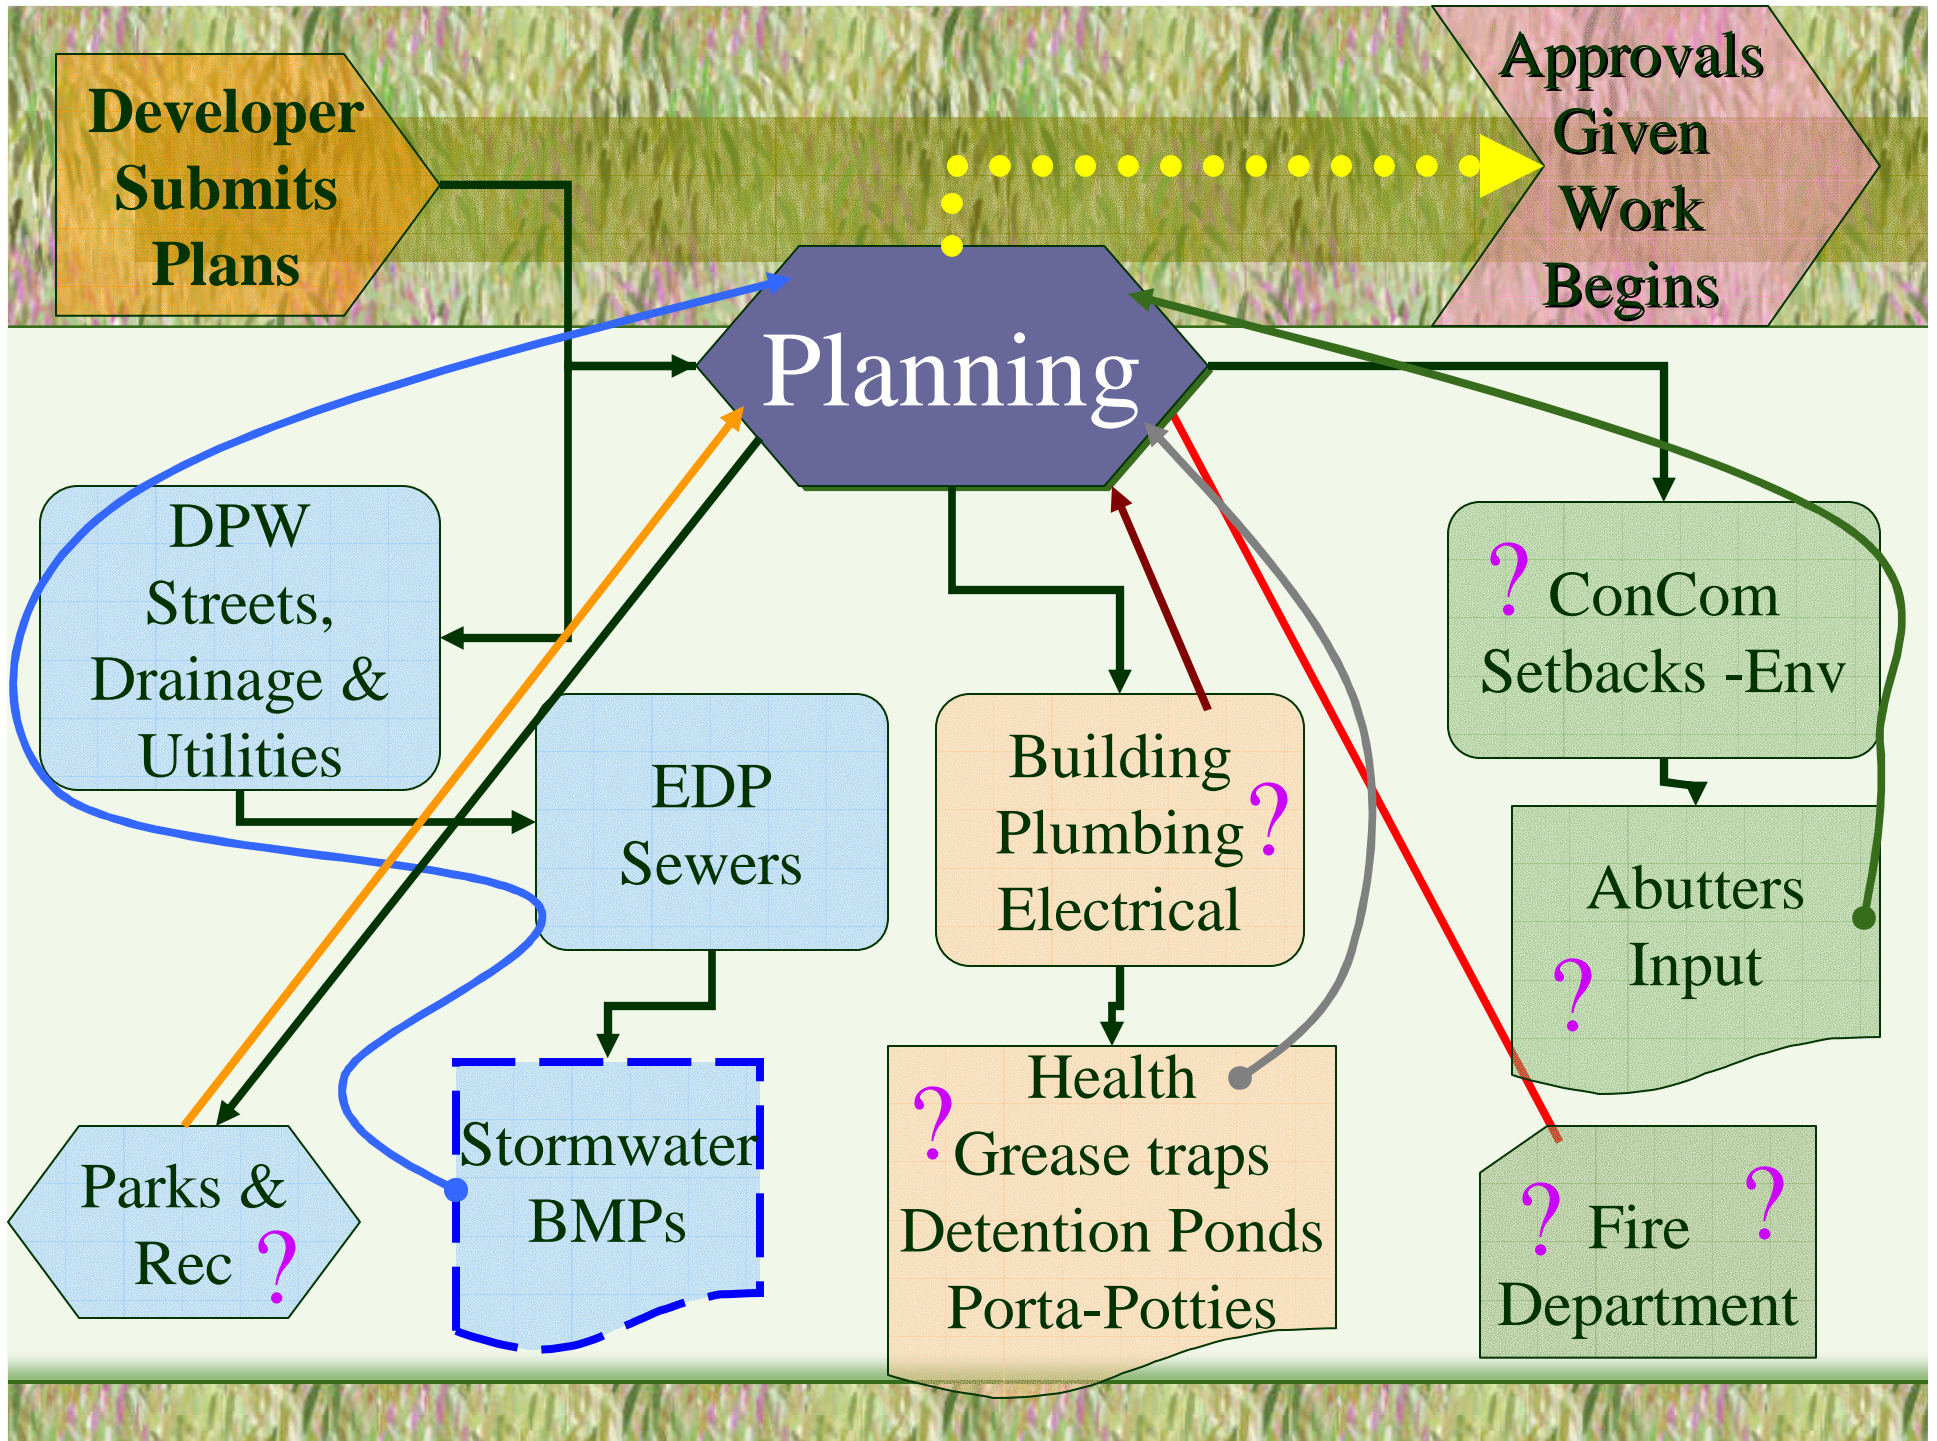 Developer
Submits
Plans
Approvals
Given
Work
Begins
Planning
DPW
Streets,
Drainage &
Utilities
EDP
Sewers
Building
Plumbing
?
Electrical
? ConCom
Setbacks -Env
Abutters
? Input
Parks &
Rec ?
Stormwater
BMPs
Health
? Grease traps
Detention Ponds
Porta-Potties
? Fire ?
Department